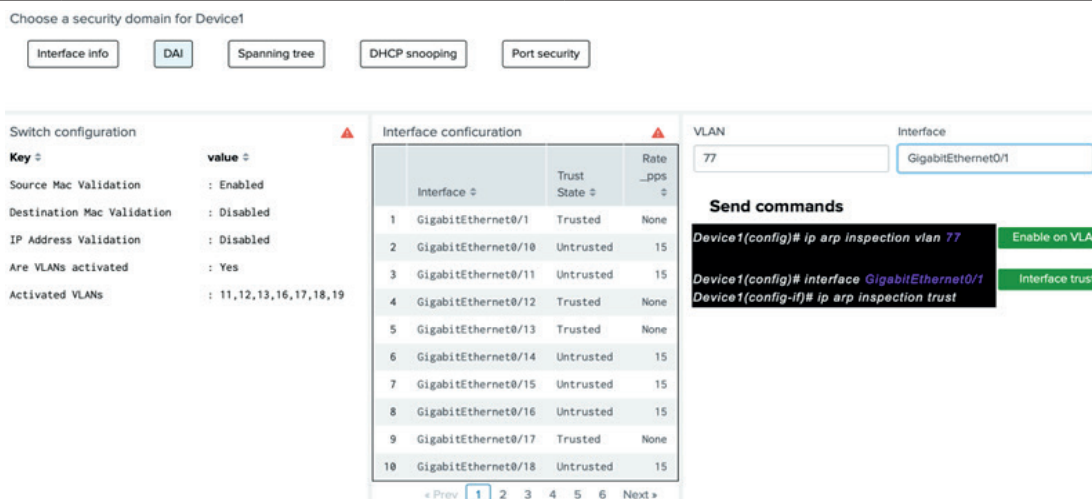 Choose a security domain for Device1
Interface info DAI Spanning tree DHCP snooping Port security
Switch configuration
Key value
Source Mac Validation : Enabled
Destination Mac Validation : Disabled
IP Address Validation : Disabled
Are VLANs activated : Yes
Activated VLANs : 11,12,13,16,17,18,19
Interface conficuration
Interface Trust State Rate _pps
1 GigabitEthernet0/1 Trusted None
2 GigabitEthernet0/10 Untrusted 15
3 GigabitEthernet0/11 Untrusted 15
4 GigabitEthernet0/12 Trusted None
5 GigabitEthernet0/13 Trusted None
6 GigabitEthernet0/14 Untrusted 15
7 GigabitEthernet0/15 Untrusted 15
8 GigabitEthernet0/16 Untrusted 15
9 GigabitEthernet0/17 Trusted None
10 GigabitEthernet0/18 Untrusted 15
« Prev 1 2 3 4 5 6 Next »
VLAN Interface
77 GigabitEthernet0/1
Send commands
Device1(config)# ip arp inspection vlan 77
Enable on VLA
Device1(config)# interface GigabitEthernet0/1
Device1(config-if)# ip arp inspection trust
Interface trust